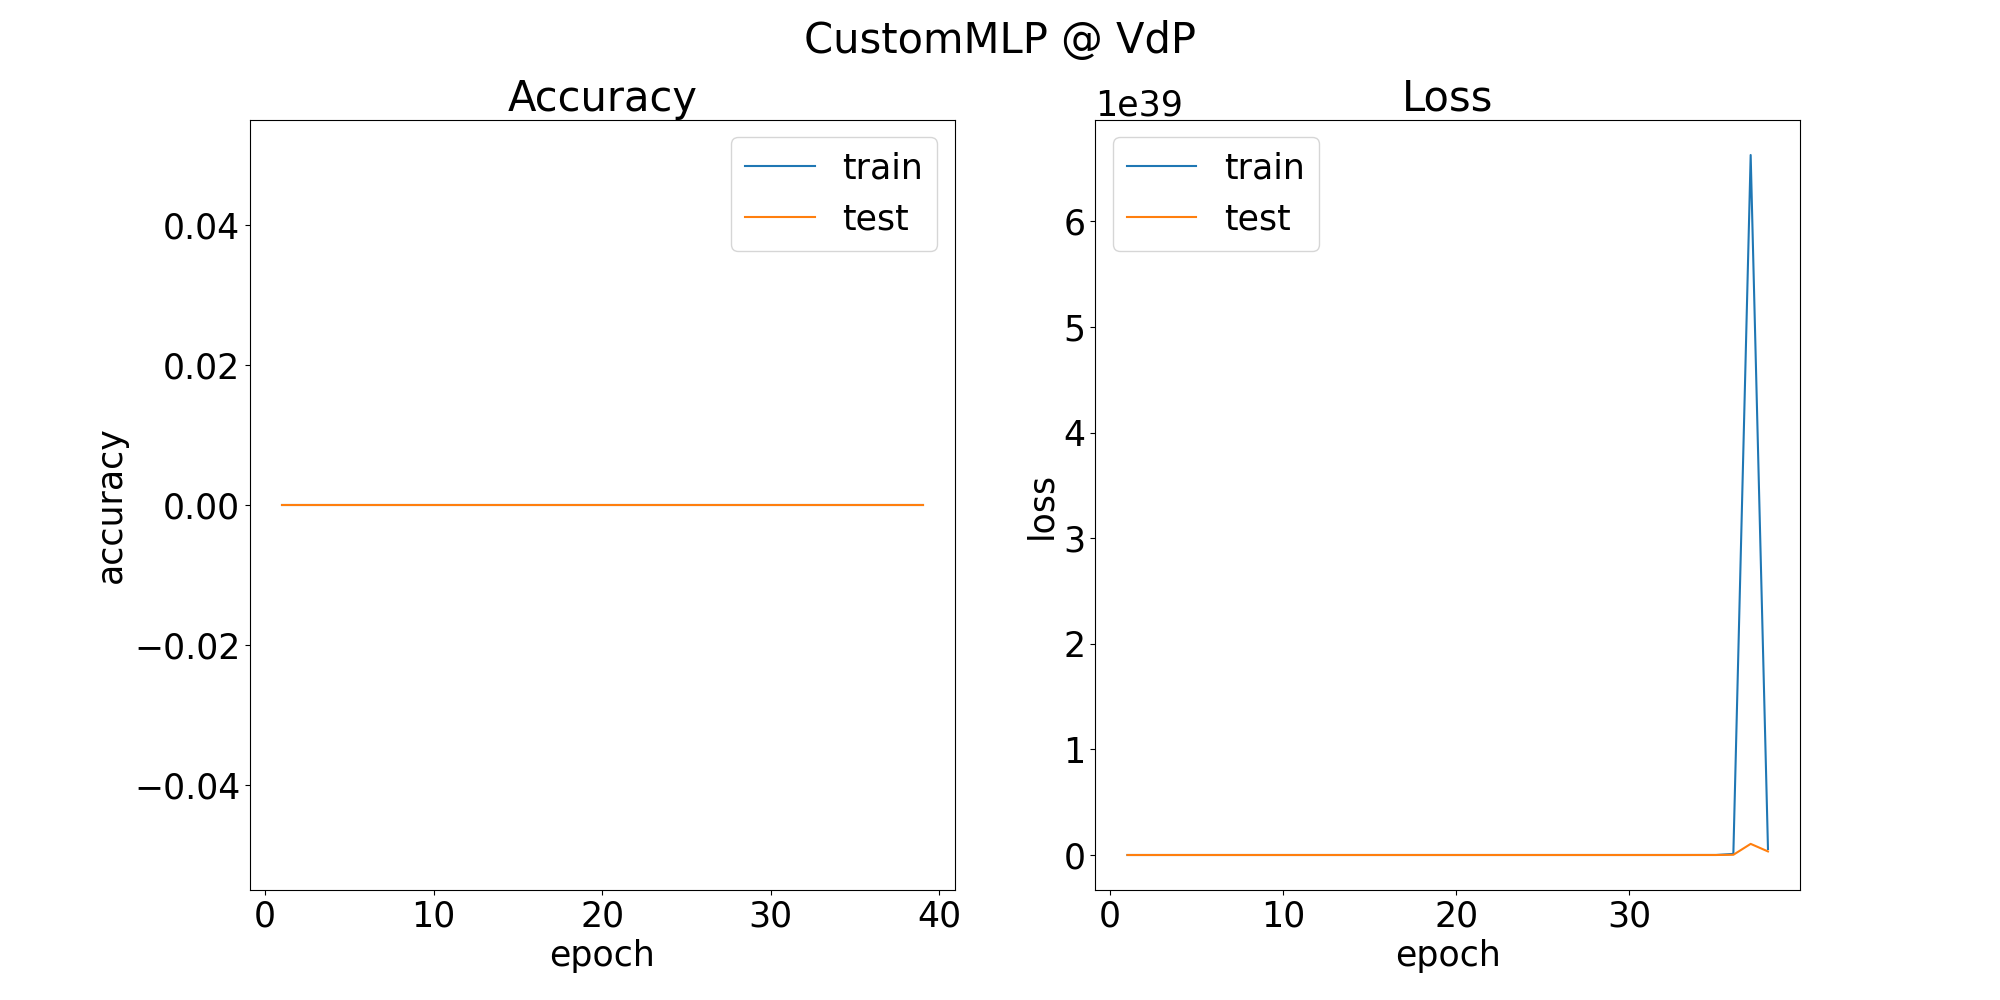 CustomMLP @ VdP
Accuracy
train
test
0.04
0.02
0.00
−0.02
−0.04
accuracy
0 10 20 30 40
epoch
Loss
1e39
train
test
6
5
4
3
2
1
0
loss
0 10 20 30
epoch